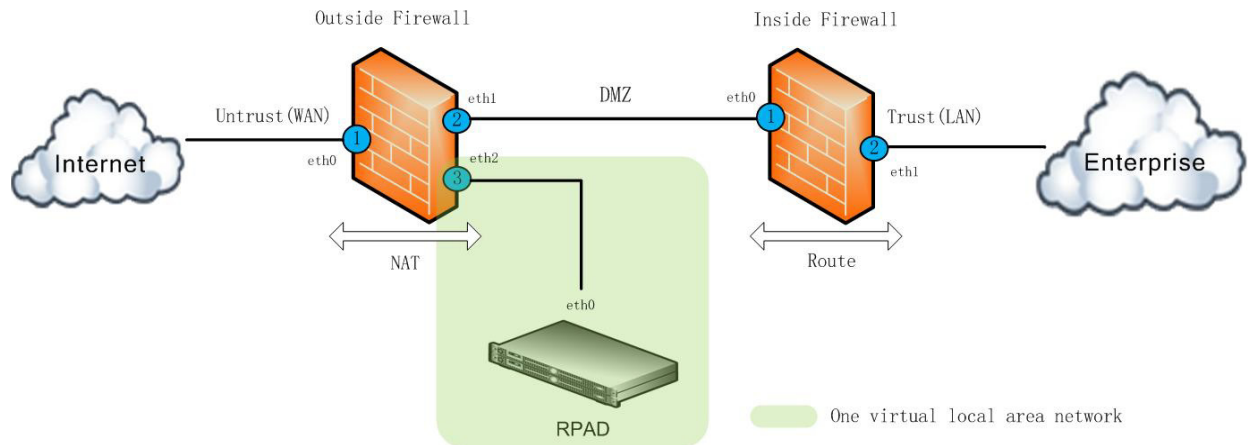 Outside Firewall
Inside Firewall
Untrust(WAN)
eth1
DMZ
eth0
Trust(LAN)
1
2
1
2
Internet
eth0
eth2
3
eth1
Enterprise
NAT
Route
eth0
RPAD
One virtual local area network